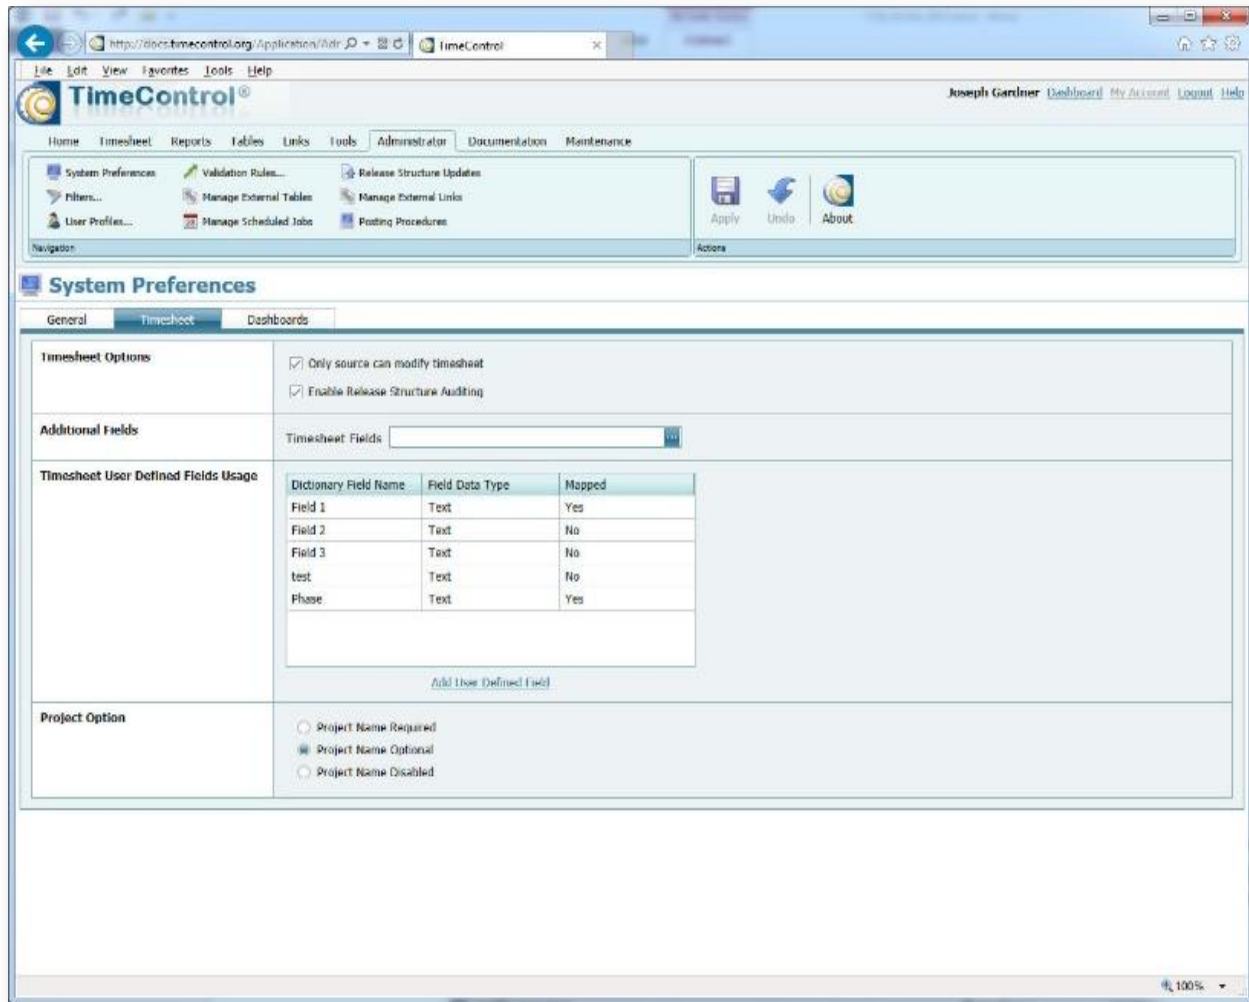 http://docs.timecontrol.org/Application/Adr
TimeControl
File Edit View Favorites Tools Help
TimeControl®
Joseph Gardner Dashboard My Account Logout Help
Home Timesheet Reports Tables Links Tools Administrator Documentation Maintenance
System Preferences Validation Rules... Release Structure Updates
Filters... Manage External Tables Manage External Links
User Profiles... Manage Scheduled Jobs Posting Procedures
Apply Undo About
Navigation Actions
System Preferences
General Timesheet Dashboards
Timesheet Options
Only source can modify timesheet
Enable Release Structure Auditing
Additional Fields
Timesheet Fields
Timesheet User Defined Fields Usage
Dictionary Field Name Field Data Type Mapped
Field 1 Text Yes
Field 2 Text No
Field 3 Text No
test Text No
Phase Text Yes
Add User Defined Field
Project Option
Project Name Required
Project Name Optional
Project Name Disabled
100%